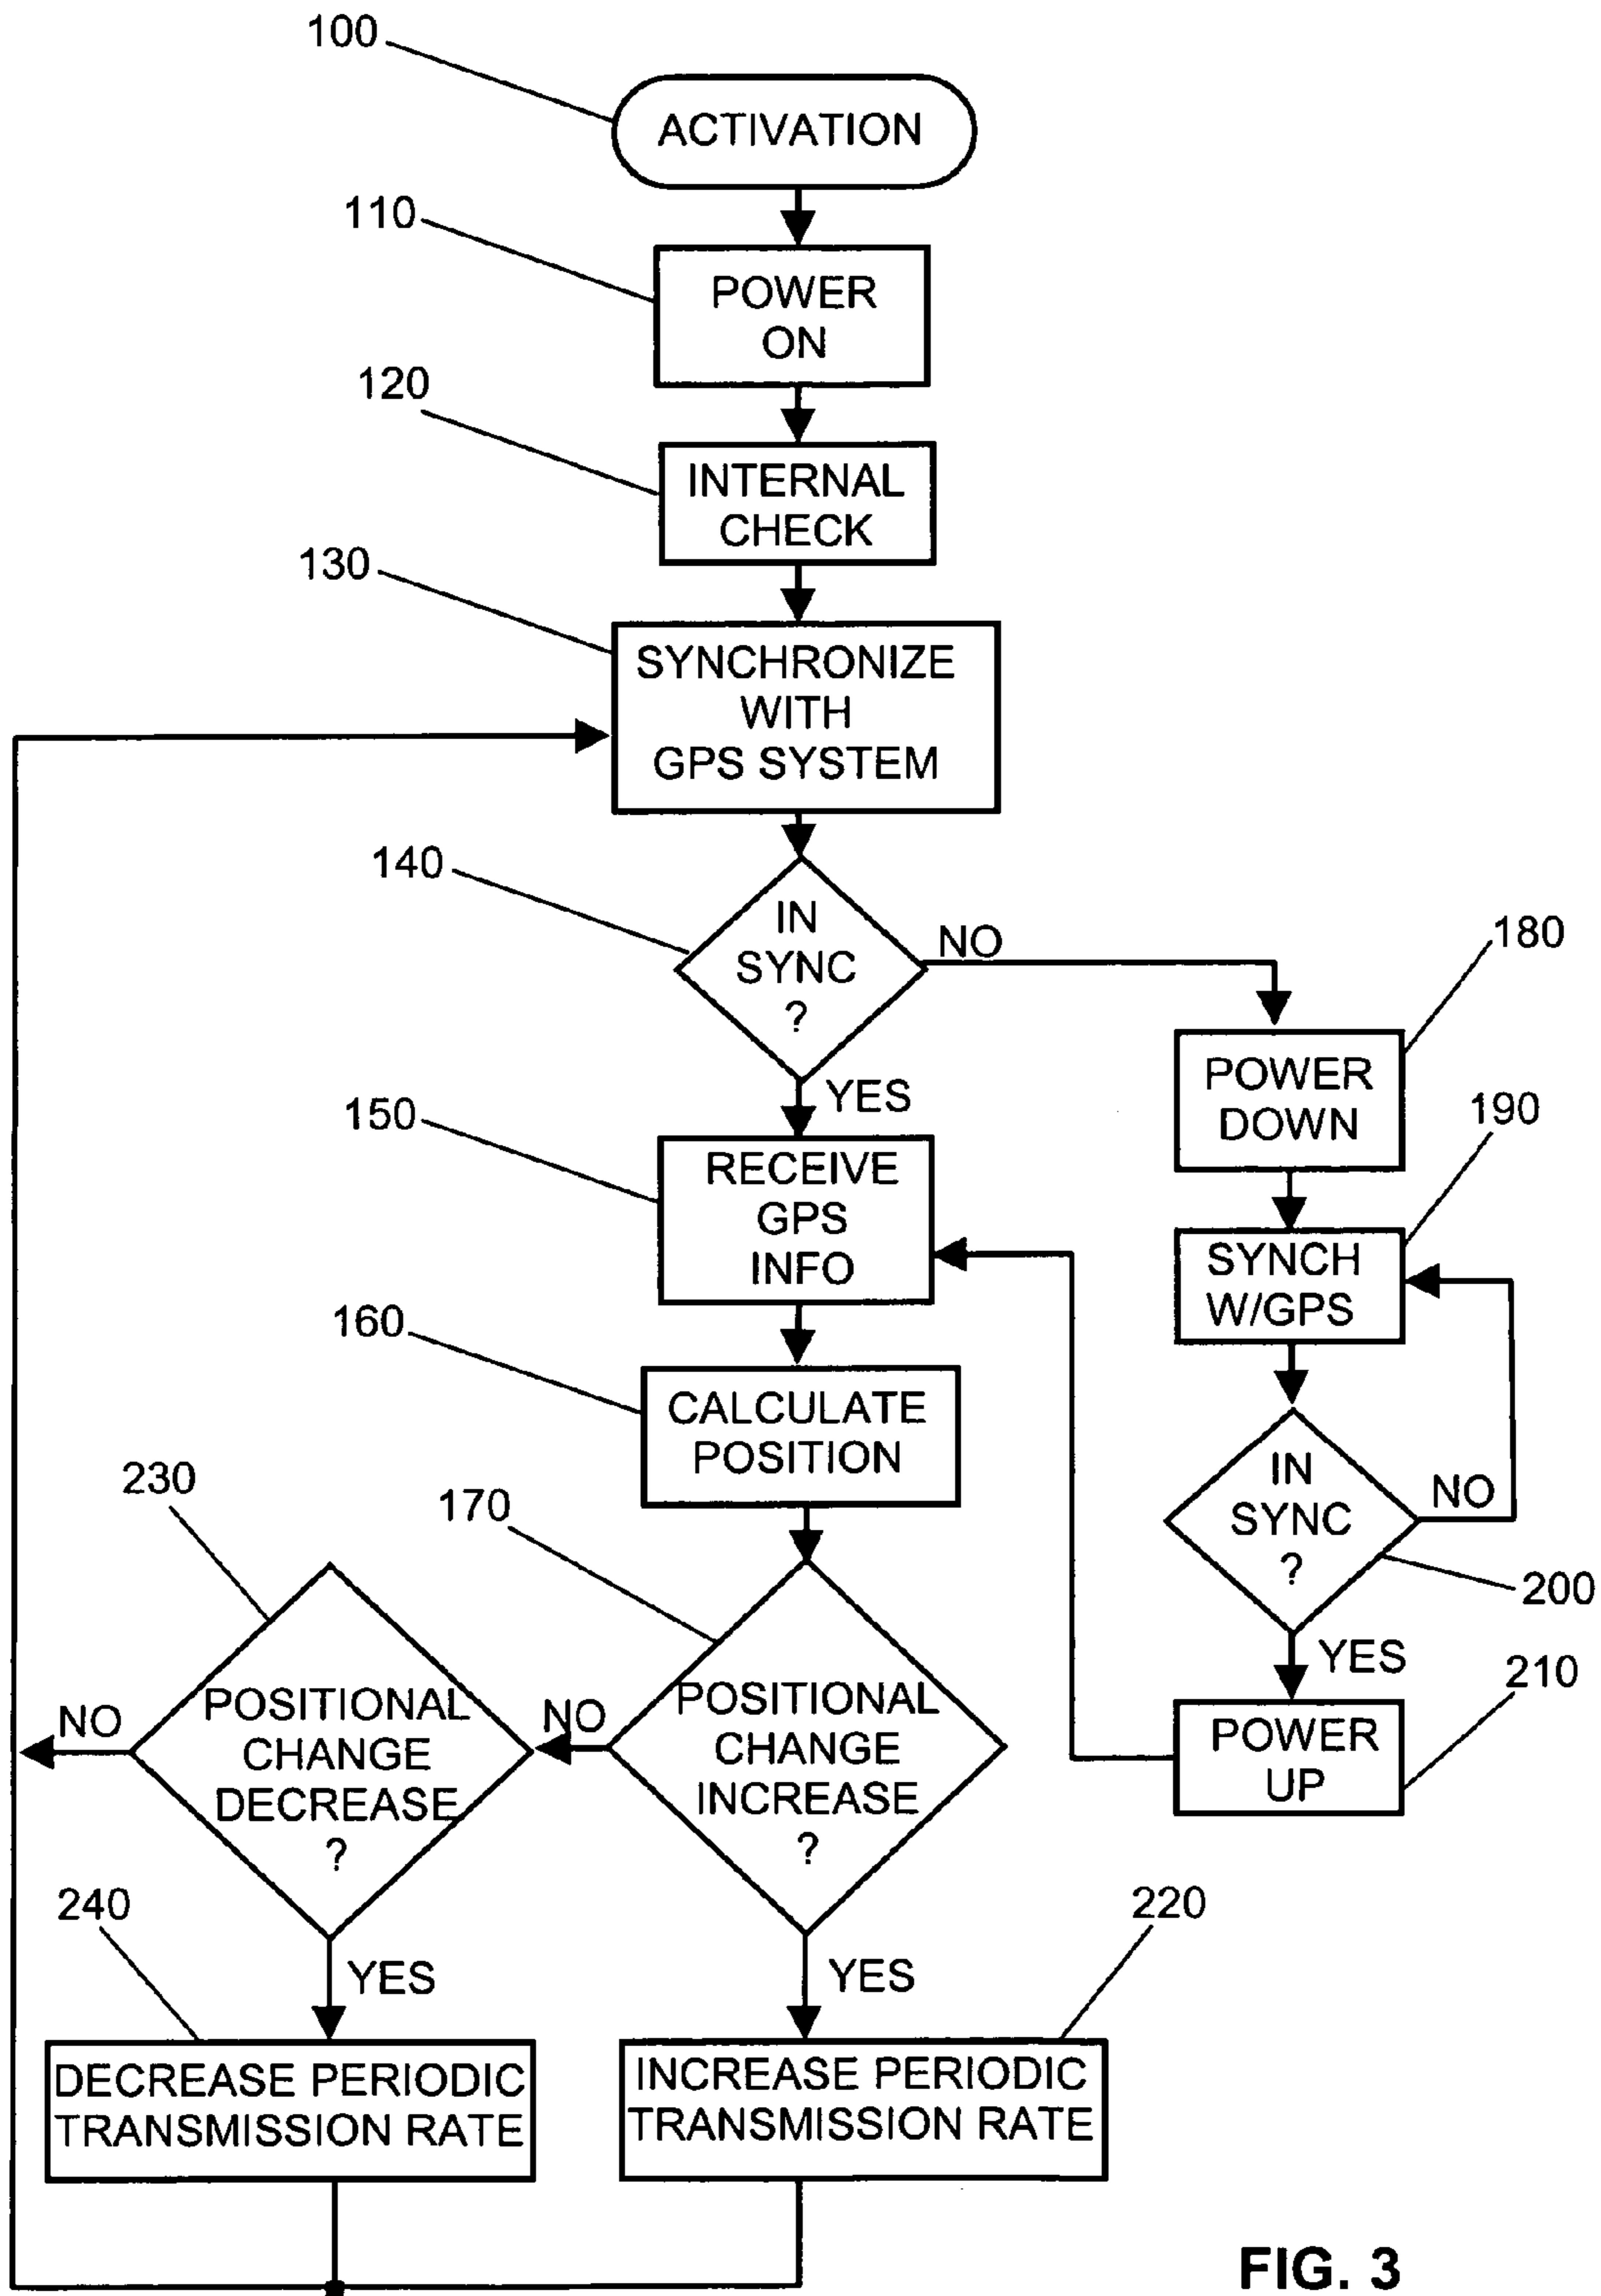 100
ACTIVATION
110
POWER
ON
120
INTERNAL
CHECK
130
SYNCHRONIZE
WITH
GPS SYSTEM
140
IN
SYNC
?
NO
180
POWER
DOWN
YES
150
RECEIVE
GPS
INFO
190
SYNCH
W/GPS
160
CALCULATE
POSITION
IN
SYNC
?
NO
200
YES
210
POWER
UP
170
POSITIONAL
CHANGE
INCREASE
?
NO
230
POSITIONAL
CHANGE
DECREASE
?
NO
240
YES
DECREASE PERIODIC
TRANSMISSION RATE
220
YES
INCREASE PERIODIC
TRANSMISSION RATE
FIG. 3